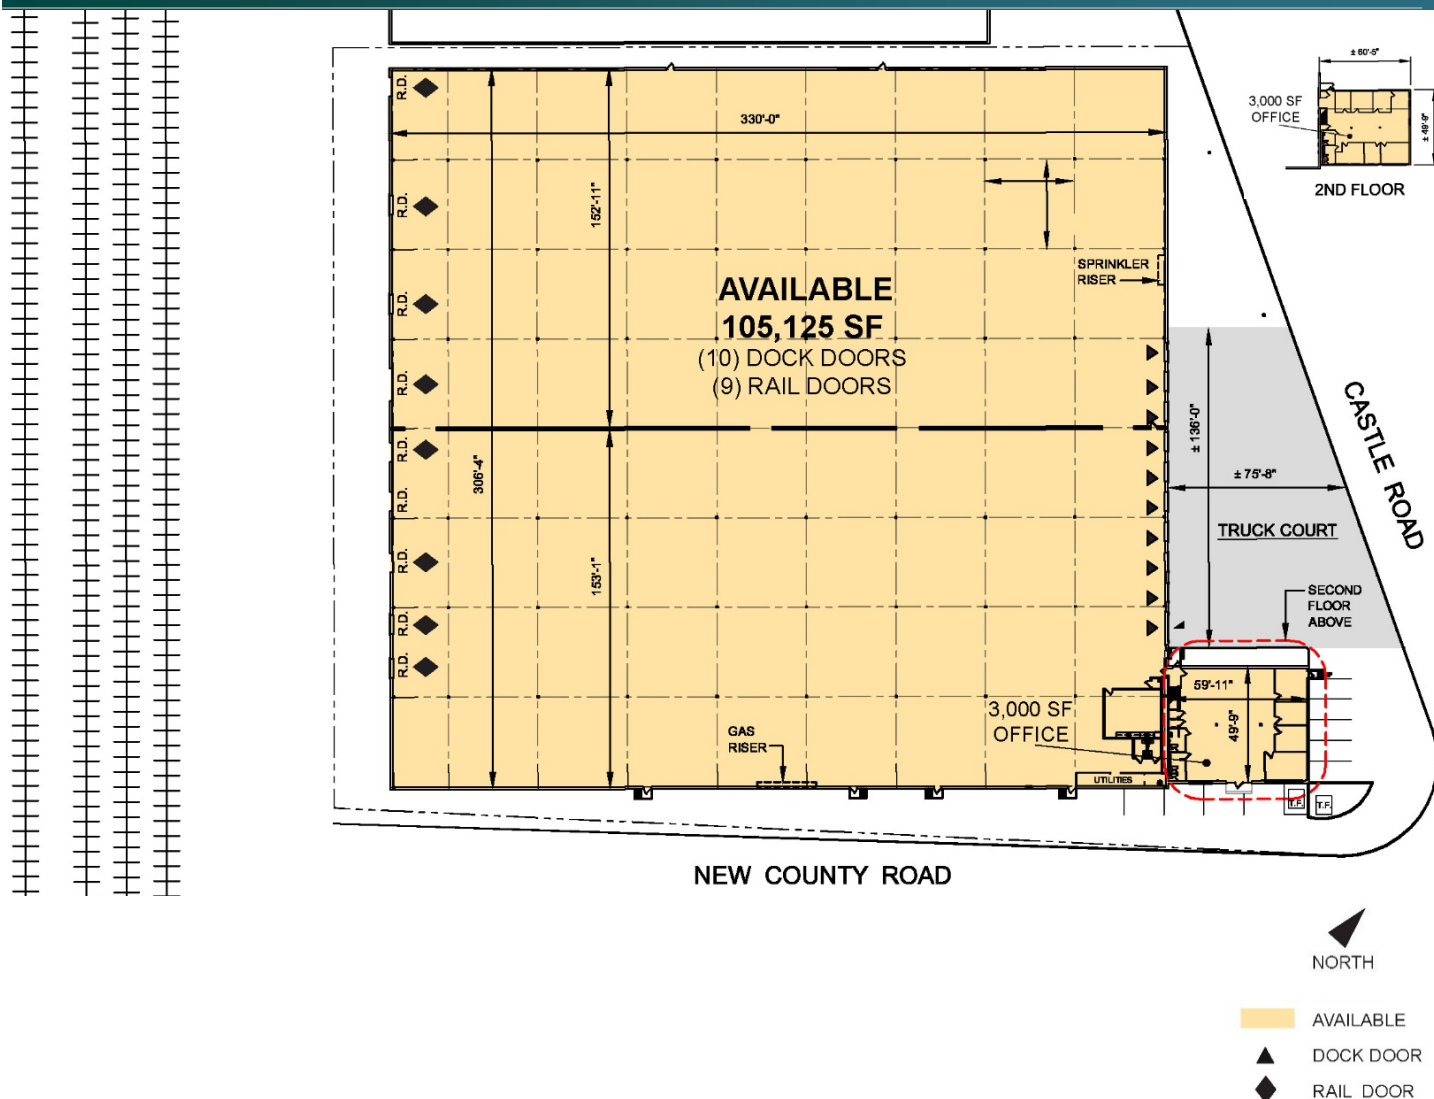 ± 60'-5"
3,000 SF
OFFICE
± 49'-9"
2ND FLOOR
R.D.
330'-0"
152'-11"
R.D.
SPRINKLER
RISER
AVAILABLE
105,125 SF
(10) DOCK DOORS
(9) RAIL DOORS
R.D.
R.D.
± 136'-0"
CASTLE ROAD
R.D.
306'-4"
± 75'-8"
R.D.
TRUCK COURT
R.D.
153'-1"
SECOND
FLOOR
ABOVE
R.D.
R.D.
59'-11"
49'-9"
3,000 SF
OFFICE
GAS
RISER
UTILITIES
T.F.
T.F.
NEW COUNTY ROAD
NORTH
AVAILABLE
DOCK DOOR
RAIL DOOR